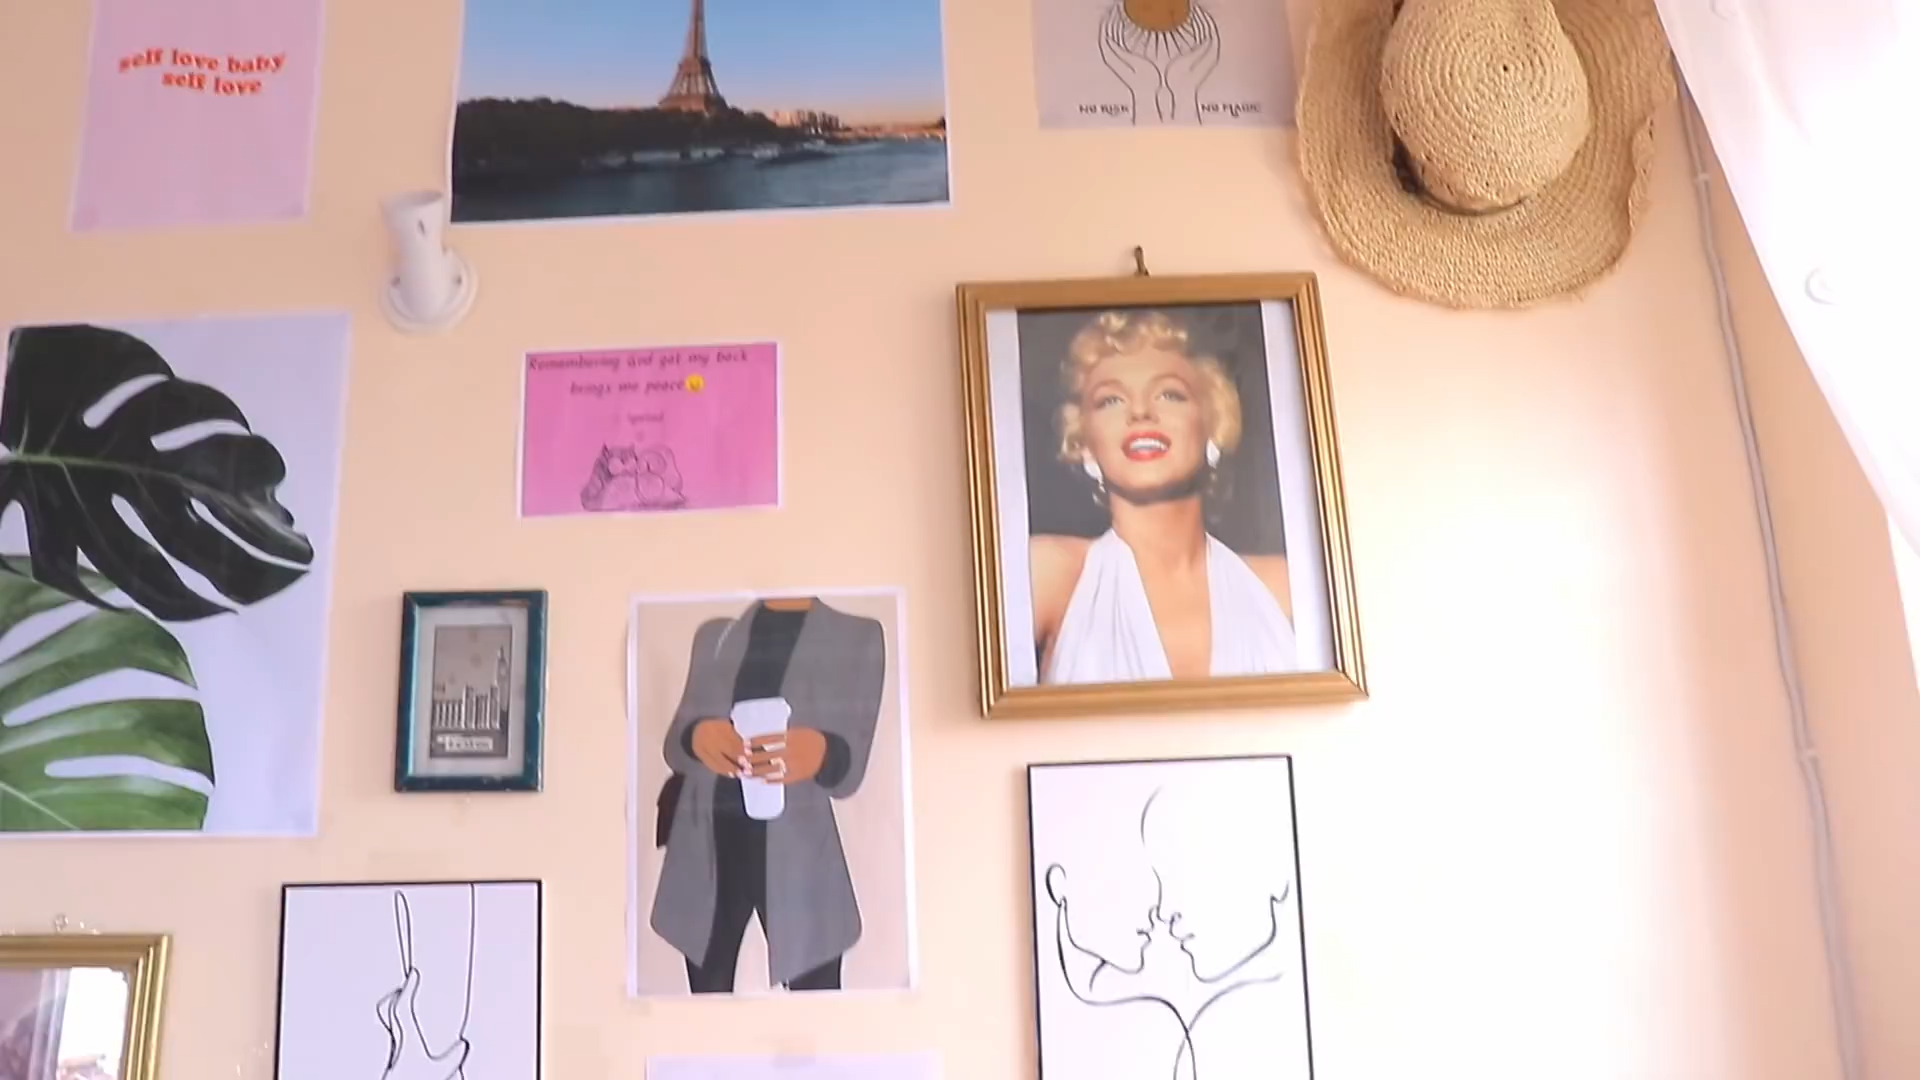 self love baby
self love
NO RISK NO MAGIC
Remembering God got my back
brings me peace